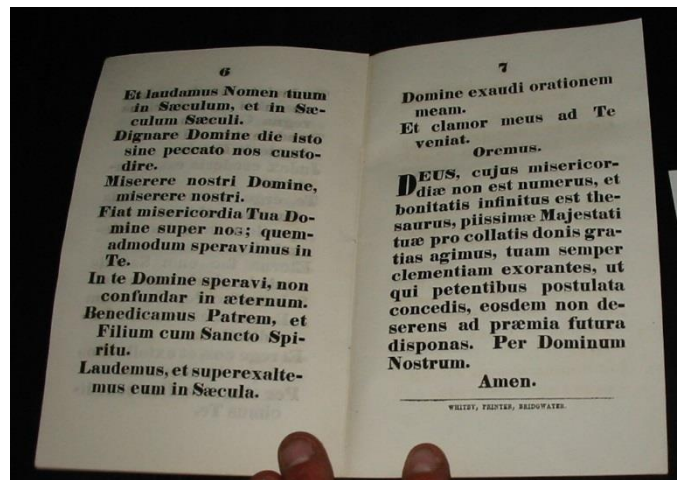 6
Et laudamus Nomen tuum
in Sæculum, et in Sæ-
culum Sæculi.
Dignare Domine die isto
sine peccato nos custo-
dire.
Miserere nostri Domine,
miserere nostri.
Fiat misericordia Tua Do-
mine super nos; quem-
admodum speravimus in
Te.
In te Domine speravi, non
confundar in æternum.
Benedicamus Patrem, et
Filium cum Sancto Spi-
ritu.
Laudemus, et superexalte-
mus eum in Sæcula.
7
Domine exaudi orationem
meam.
Et clamor meus ad Te
veniat.
Oremus.
DEUS, cujus misericor-
diæ non est numerus, et
bonitatis infinitus est the-
saurus, piissimæ Majestati
tuæ pro collatis donis gra-
tias agimus, tuam semper
clementiam exorantes, ut
qui petentibus postulata
concedis, eosdem non de-
serens ad præmia futura
disponas. Per Dominum
Nostrum.
Amen.
WHITBY, PRINTER, BRIDGWATER.